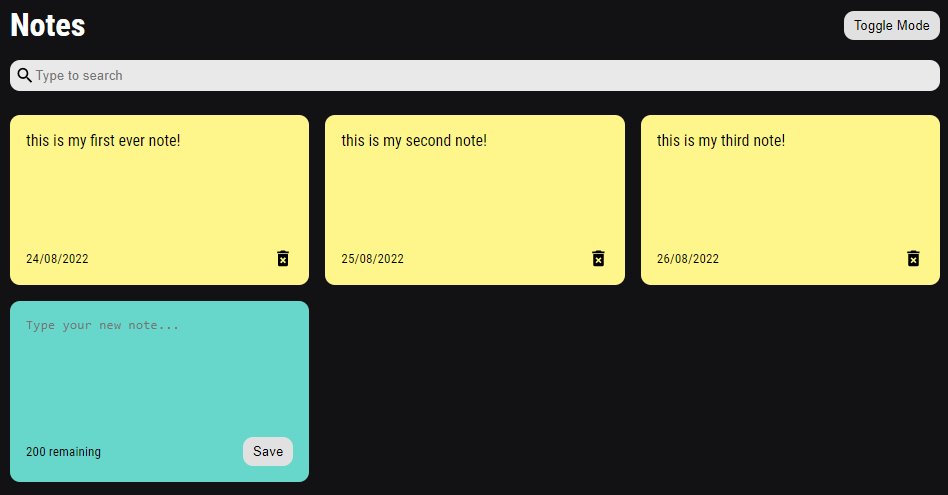 Notes
Toggle Mode
Type to search
this is my first ever note!
24/08/2022
this is my second note!
25/08/2022
this is my third note!
26/08/2022
Type your new note...
200 remaining
Save